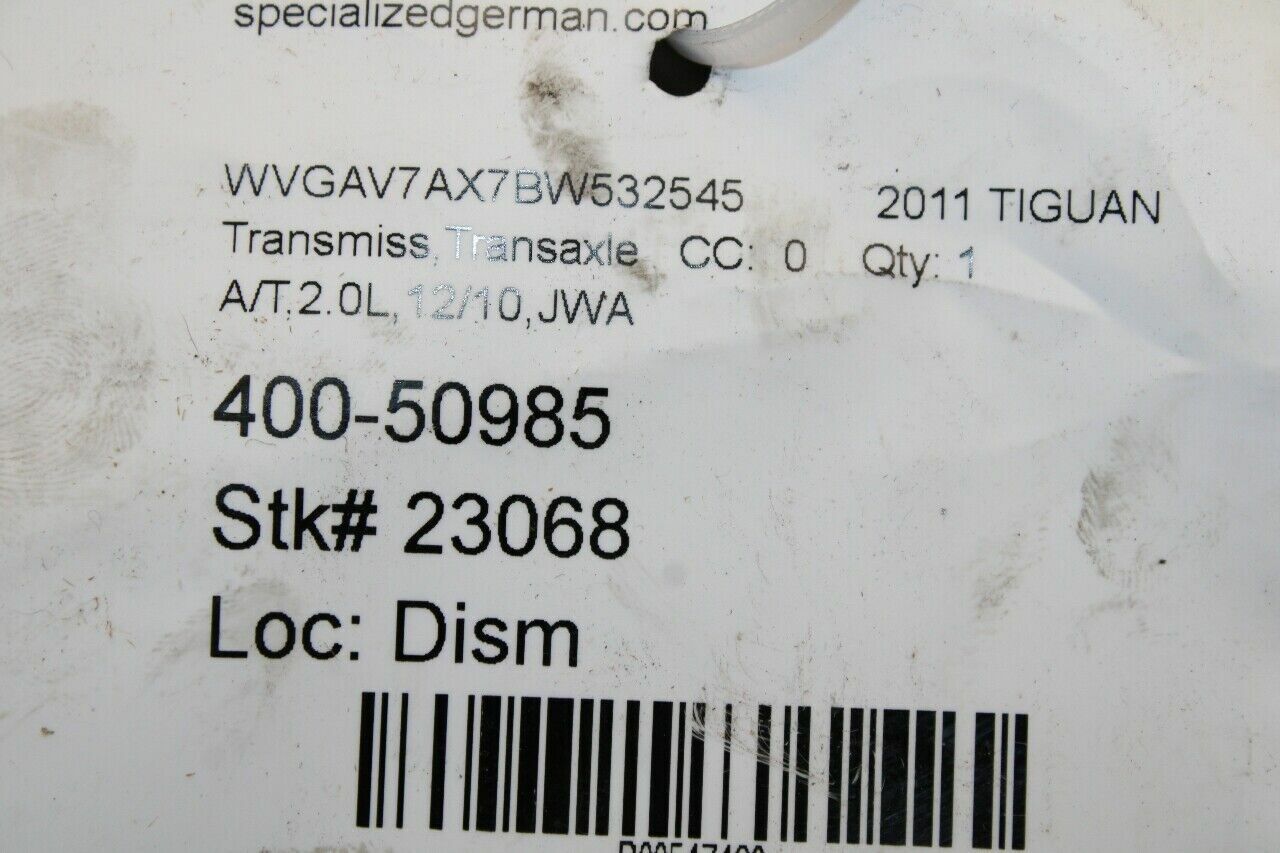 specializedgerman.com
WVGAV7AX7BW532545 2011 TIGUAN
Transmiss,Transaxle CC: 0 Qty: 1
A/T,2.0L,12/10,JWA
400-50985
Stk# 23068
Loc: Dism